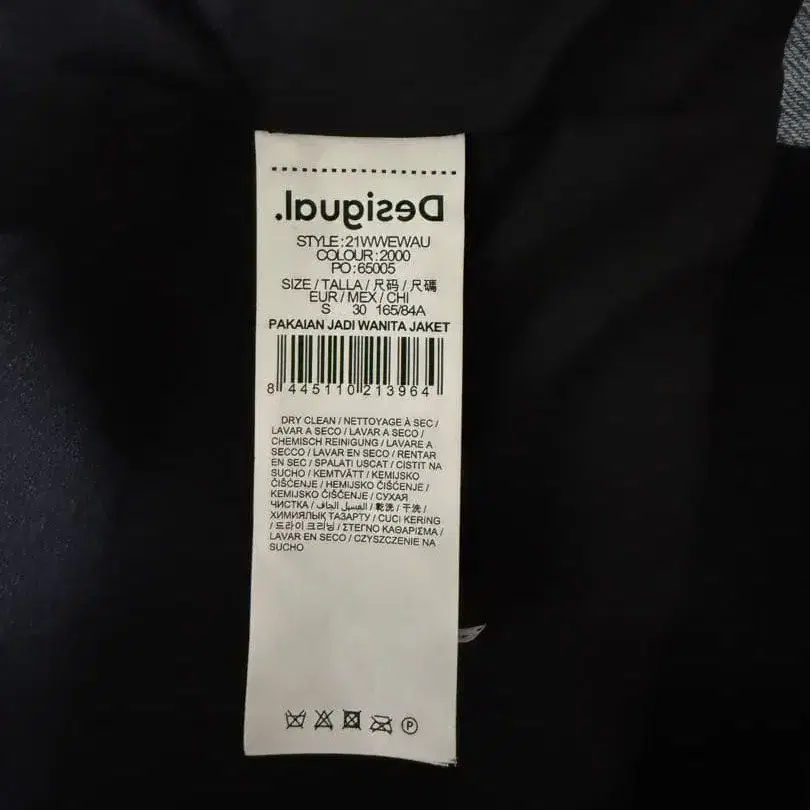 Desigual.
STYLE:21WWEWAU
COLOUR:2000
PO:65005
SIZE / TALLA / 尺码 / 尺碼
EUR / MEX / CHI
S 30 165/84A
PAKAIAN JADI WANITA JAKET
8 445110 213964
DRY CLEAN / NETTOYAGE À SEC /
LAVAR A SECO / LAVAR A SECO /
CHEMISCH REINIGUNG / LAVARE A
SECCO / LAVAR EN SECO / RENTAR
EN SEC / SPALATI USCAT / CISTIT NA
SUCHO / KEMTVÄTT / KEMIJSKO
ČIŠČENJE / HEMIJSKO ČIŠĆENJE /
KEMIJSKO ČIŠĆENJE / СУХАЯ
ЧИСТКА / الغسيل الجاف / 乾洗 / 干洗 /
ХИМИЯЛЫҚ ТАЗАРТУ / CUCI KERING
/ 드라이 크리닝 / ΣΤΕΓΝΟ ΚΑΘΑΡΙΣΜΑ /
LAVAR EN SECO / CZYSZCZENIE NA
SUCHO
P